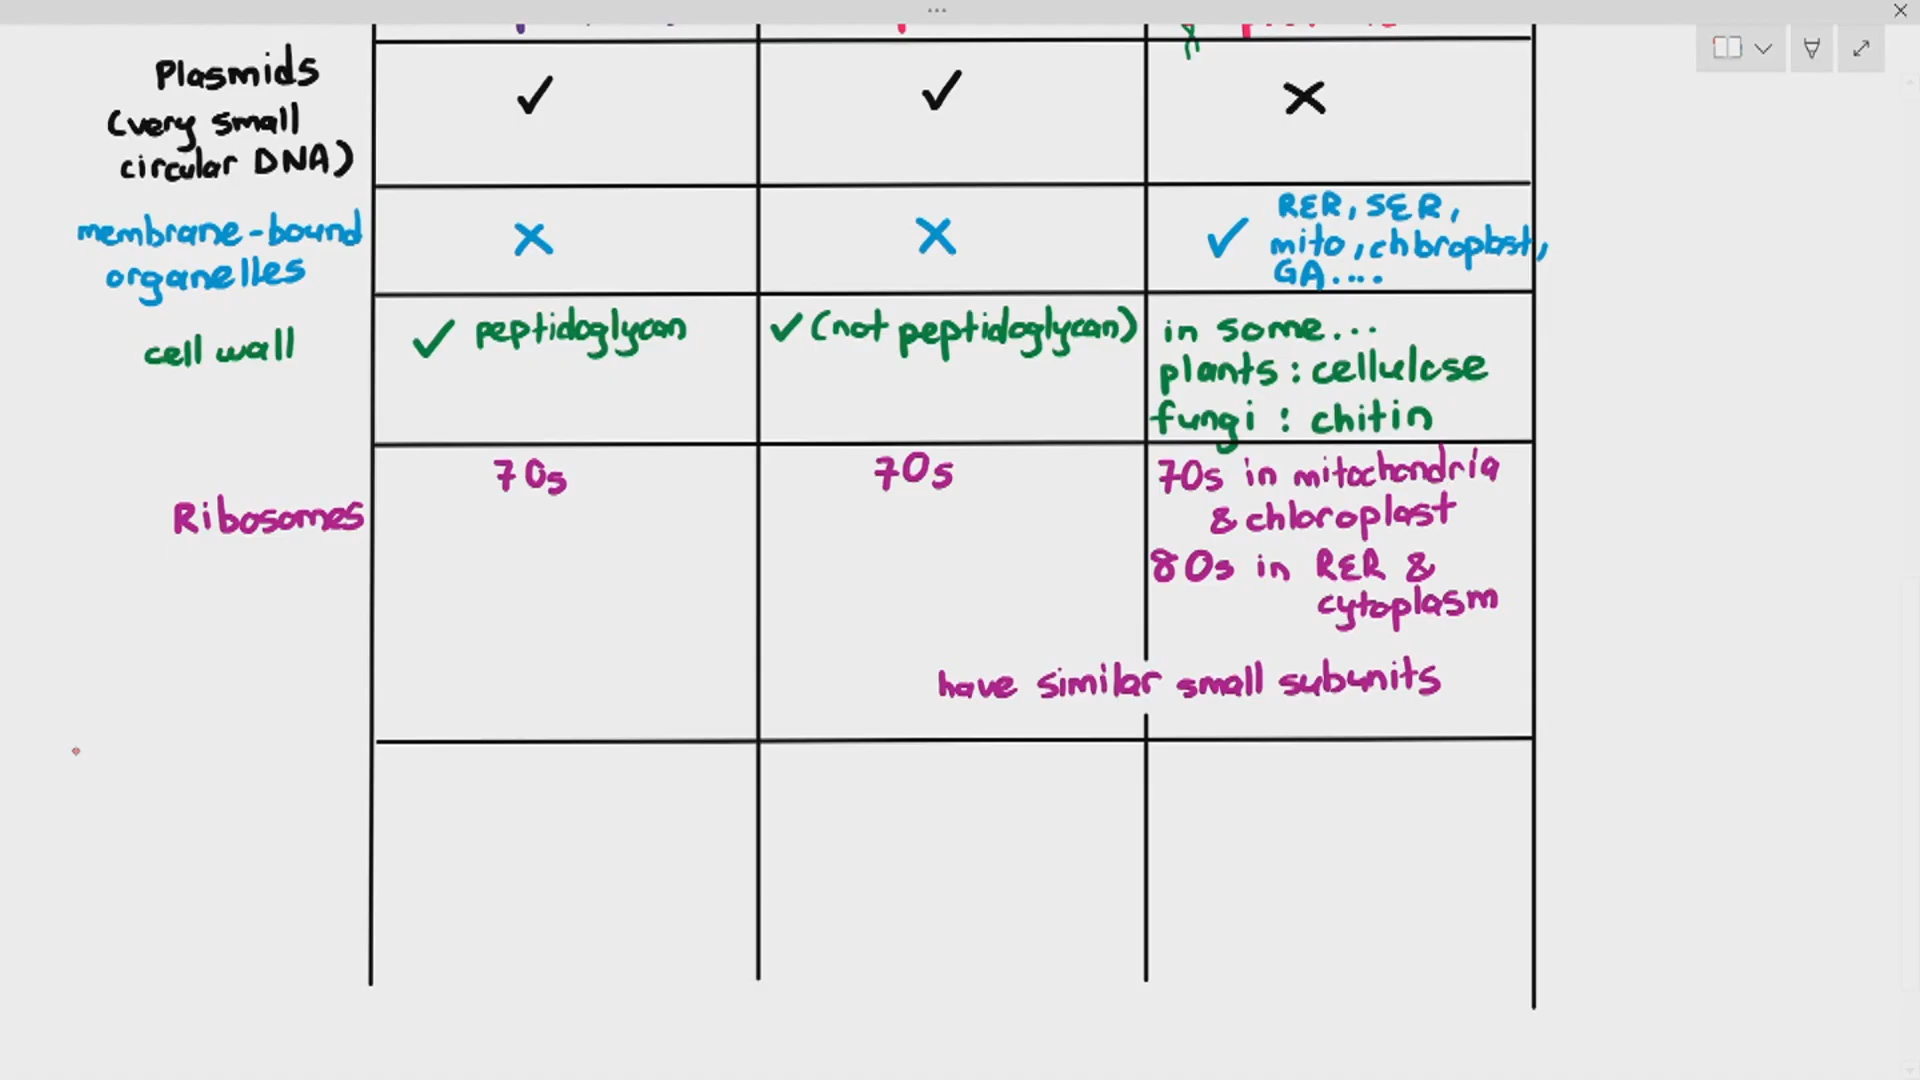 Plasmids
(very small
circular DNA)
membrane-bound
organelles
RER, SER,
mito, chloroplast,
GA....
cell wall
peptidoglycan
(not peptidoglycan)
in some...
plants : cellulose
fungi : chitin
Ribosomes
70s
70s
70s in mitochondria
& chloroplast
80s in RER &
cytoplasm
have similar small subunits